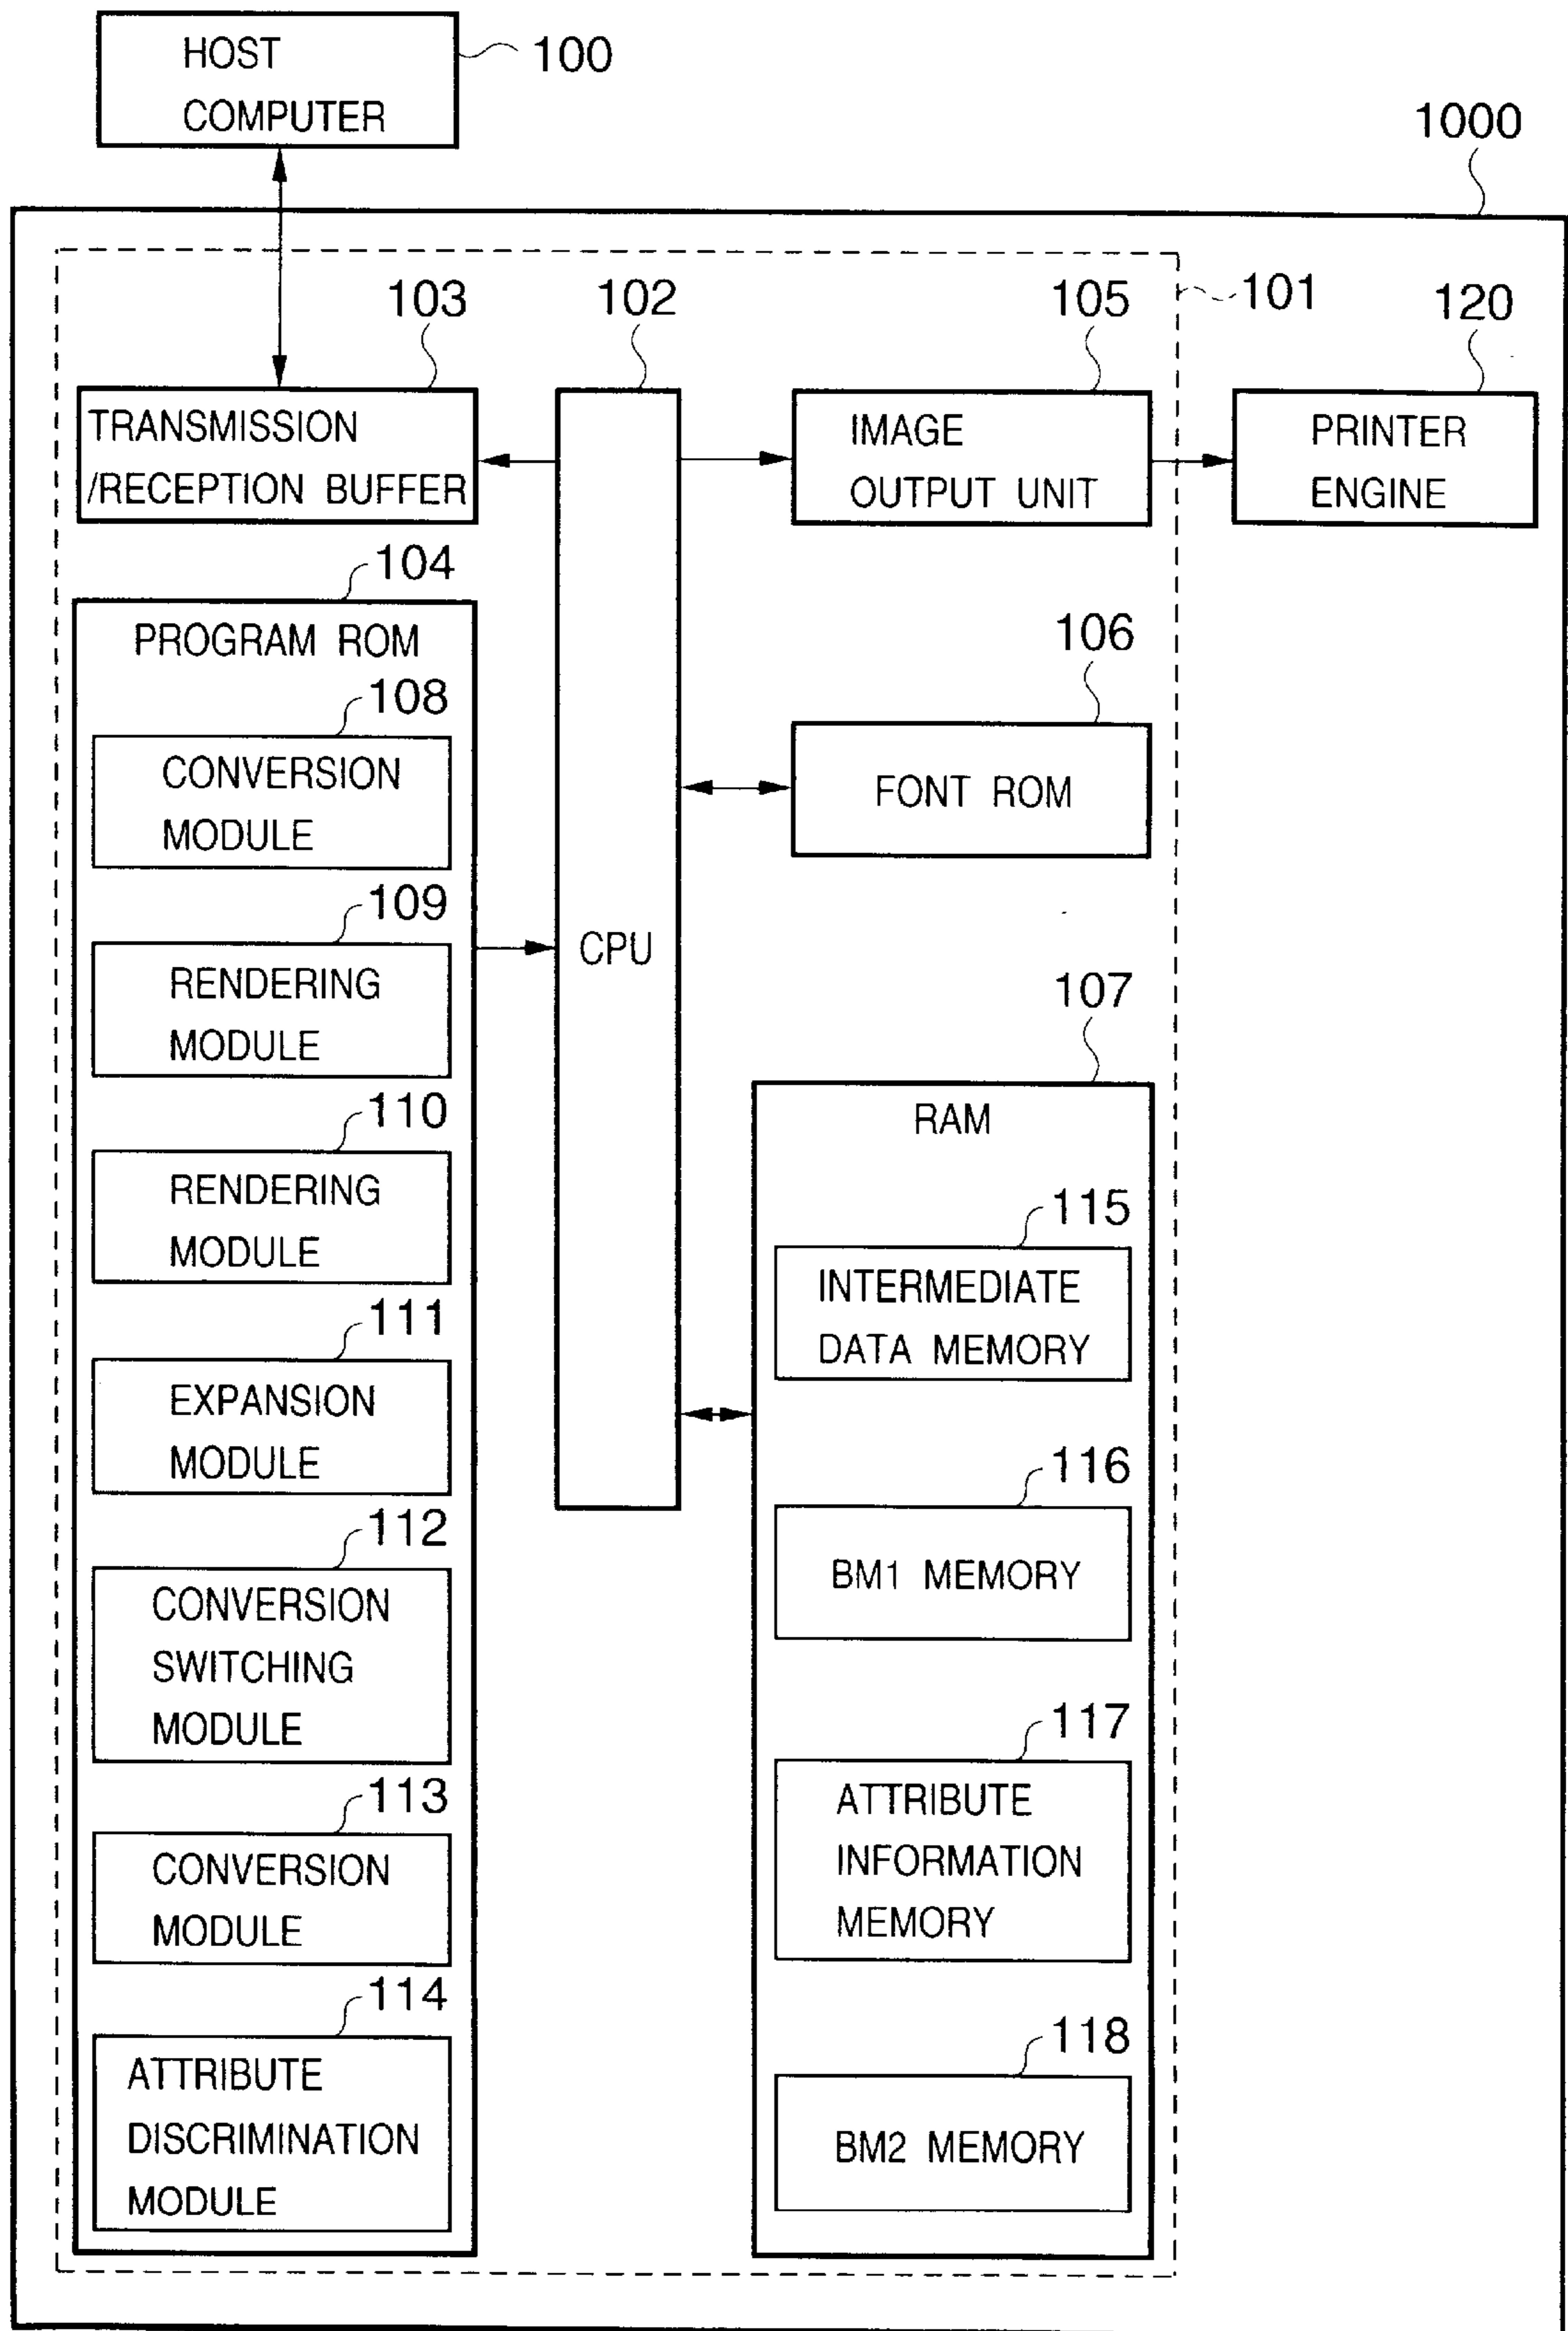 HOST
COMPUTER
100
1000
101
103
102
105
120
TRANSMISSION
/RECEPTION BUFFER
IMAGE
OUTPUT UNIT
PRINTER
ENGINE
104
PROGRAM ROM
108
CONVERSION
MODULE
109
RENDERING
MODULE
110
RENDERING
MODULE
111
EXPANSION
MODULE
112
CONVERSION
SWITCHING
MODULE
113
CONVERSION
MODULE
114
ATTRIBUTE
DISCRIMINATION
MODULE
CPU
106
FONT ROM
107
RAM
115
INTERMEDIATE
DATA MEMORY
116
BM1 MEMORY
117
ATTRIBUTE
INFORMATION
MEMORY
118
BM2 MEMORY